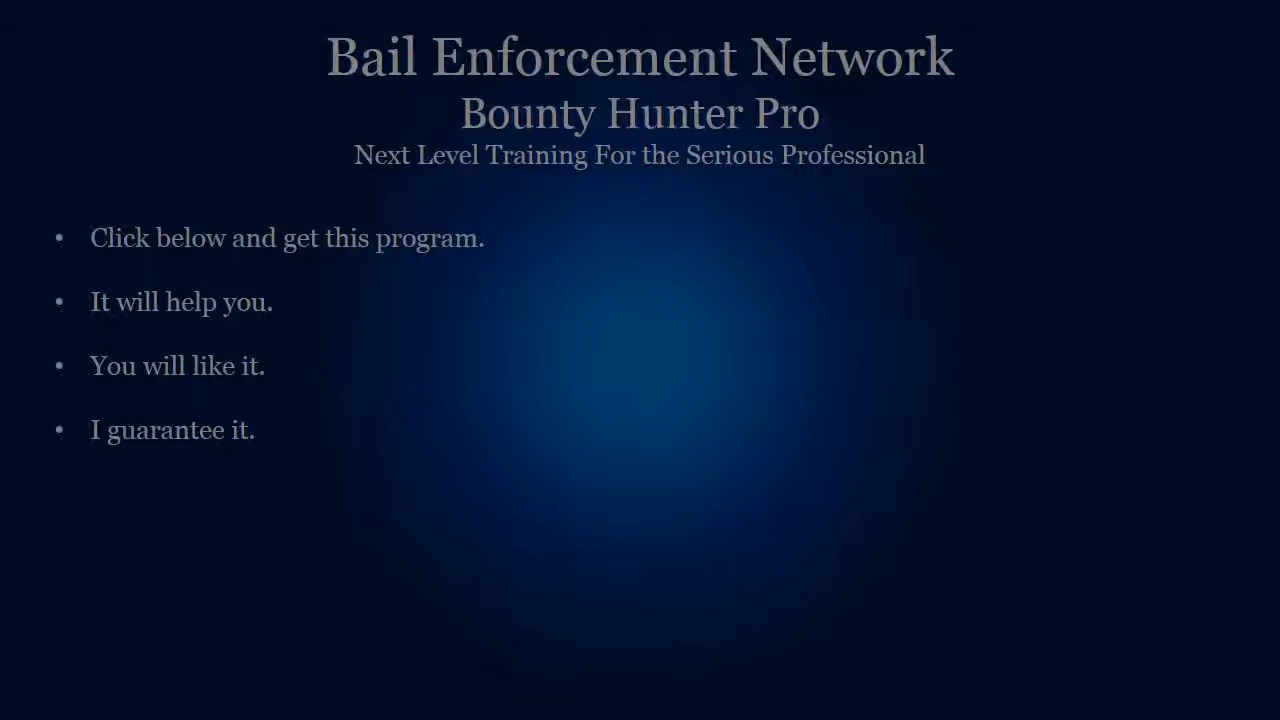 Bail Enforcement Network
Bounty Hunter Pro
Next Level Training For the Serious Professional
• Click below and get this program.
• It will help you.
• You will like it.
• I guarantee it.